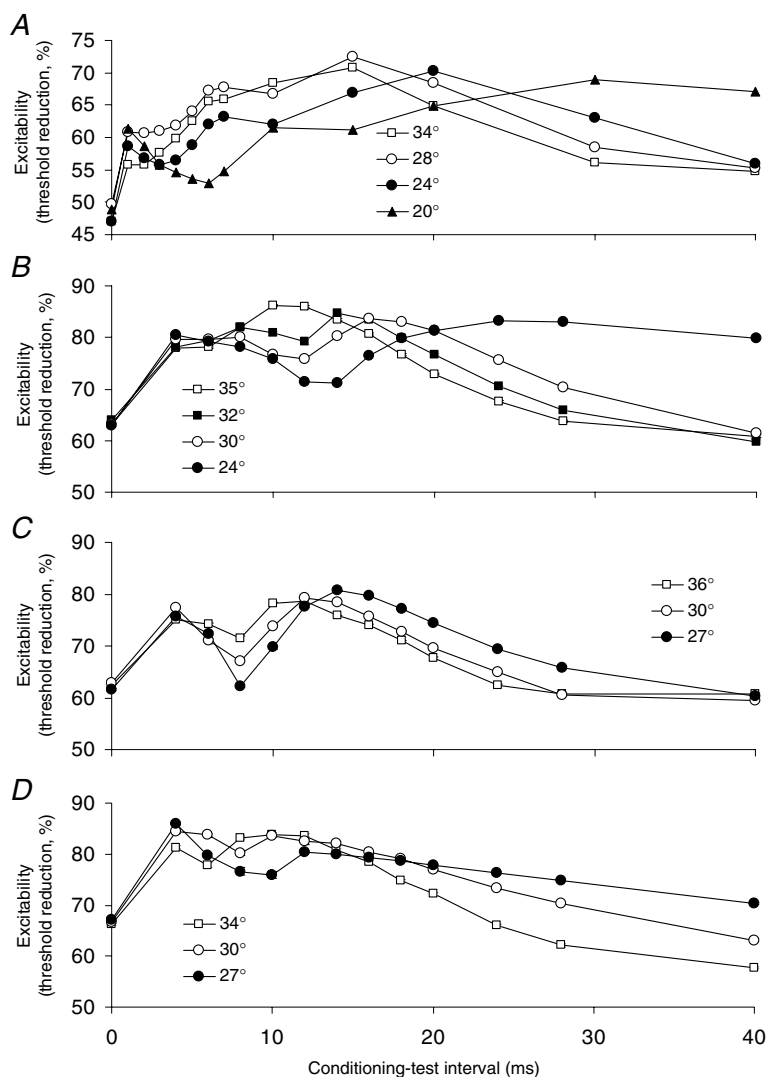 A
Excitability
(threshold reduction, %)
75
70
65
60
55
50
45
34°
28°
24°
20°
B
Excitability
(threshold reduction, %)
90
80
70
60
50
35°
32°
30°
24°
C
Excitability
(threshold reduction, %)
90
80
70
60
50
36°
30°
27°
D
Excitability
(threshold reduction, %)
90
80
70
60
50
34°
30°
27°
0 10 20 30 40
Conditioning-test interval (ms)